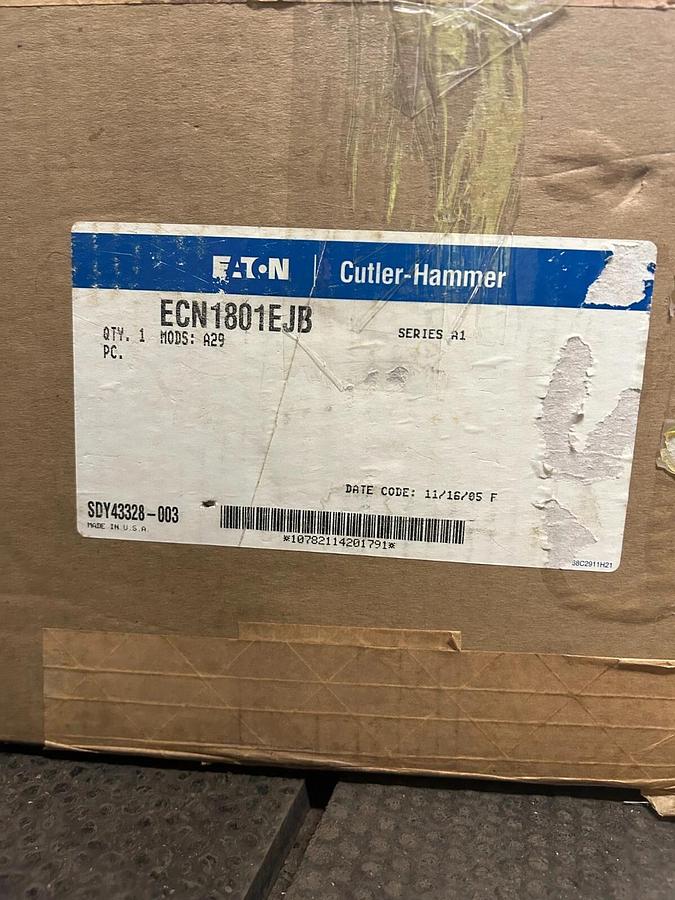 EATON | Cutler-Hammer
ECN1801EJB
QTY. 1 MODS: A29 SERIES A1
PC.
DATE CODE: 11/16/05 F
SDY43328-003
MADE IN U.S.A.
*10782114201791*
38C2911H21